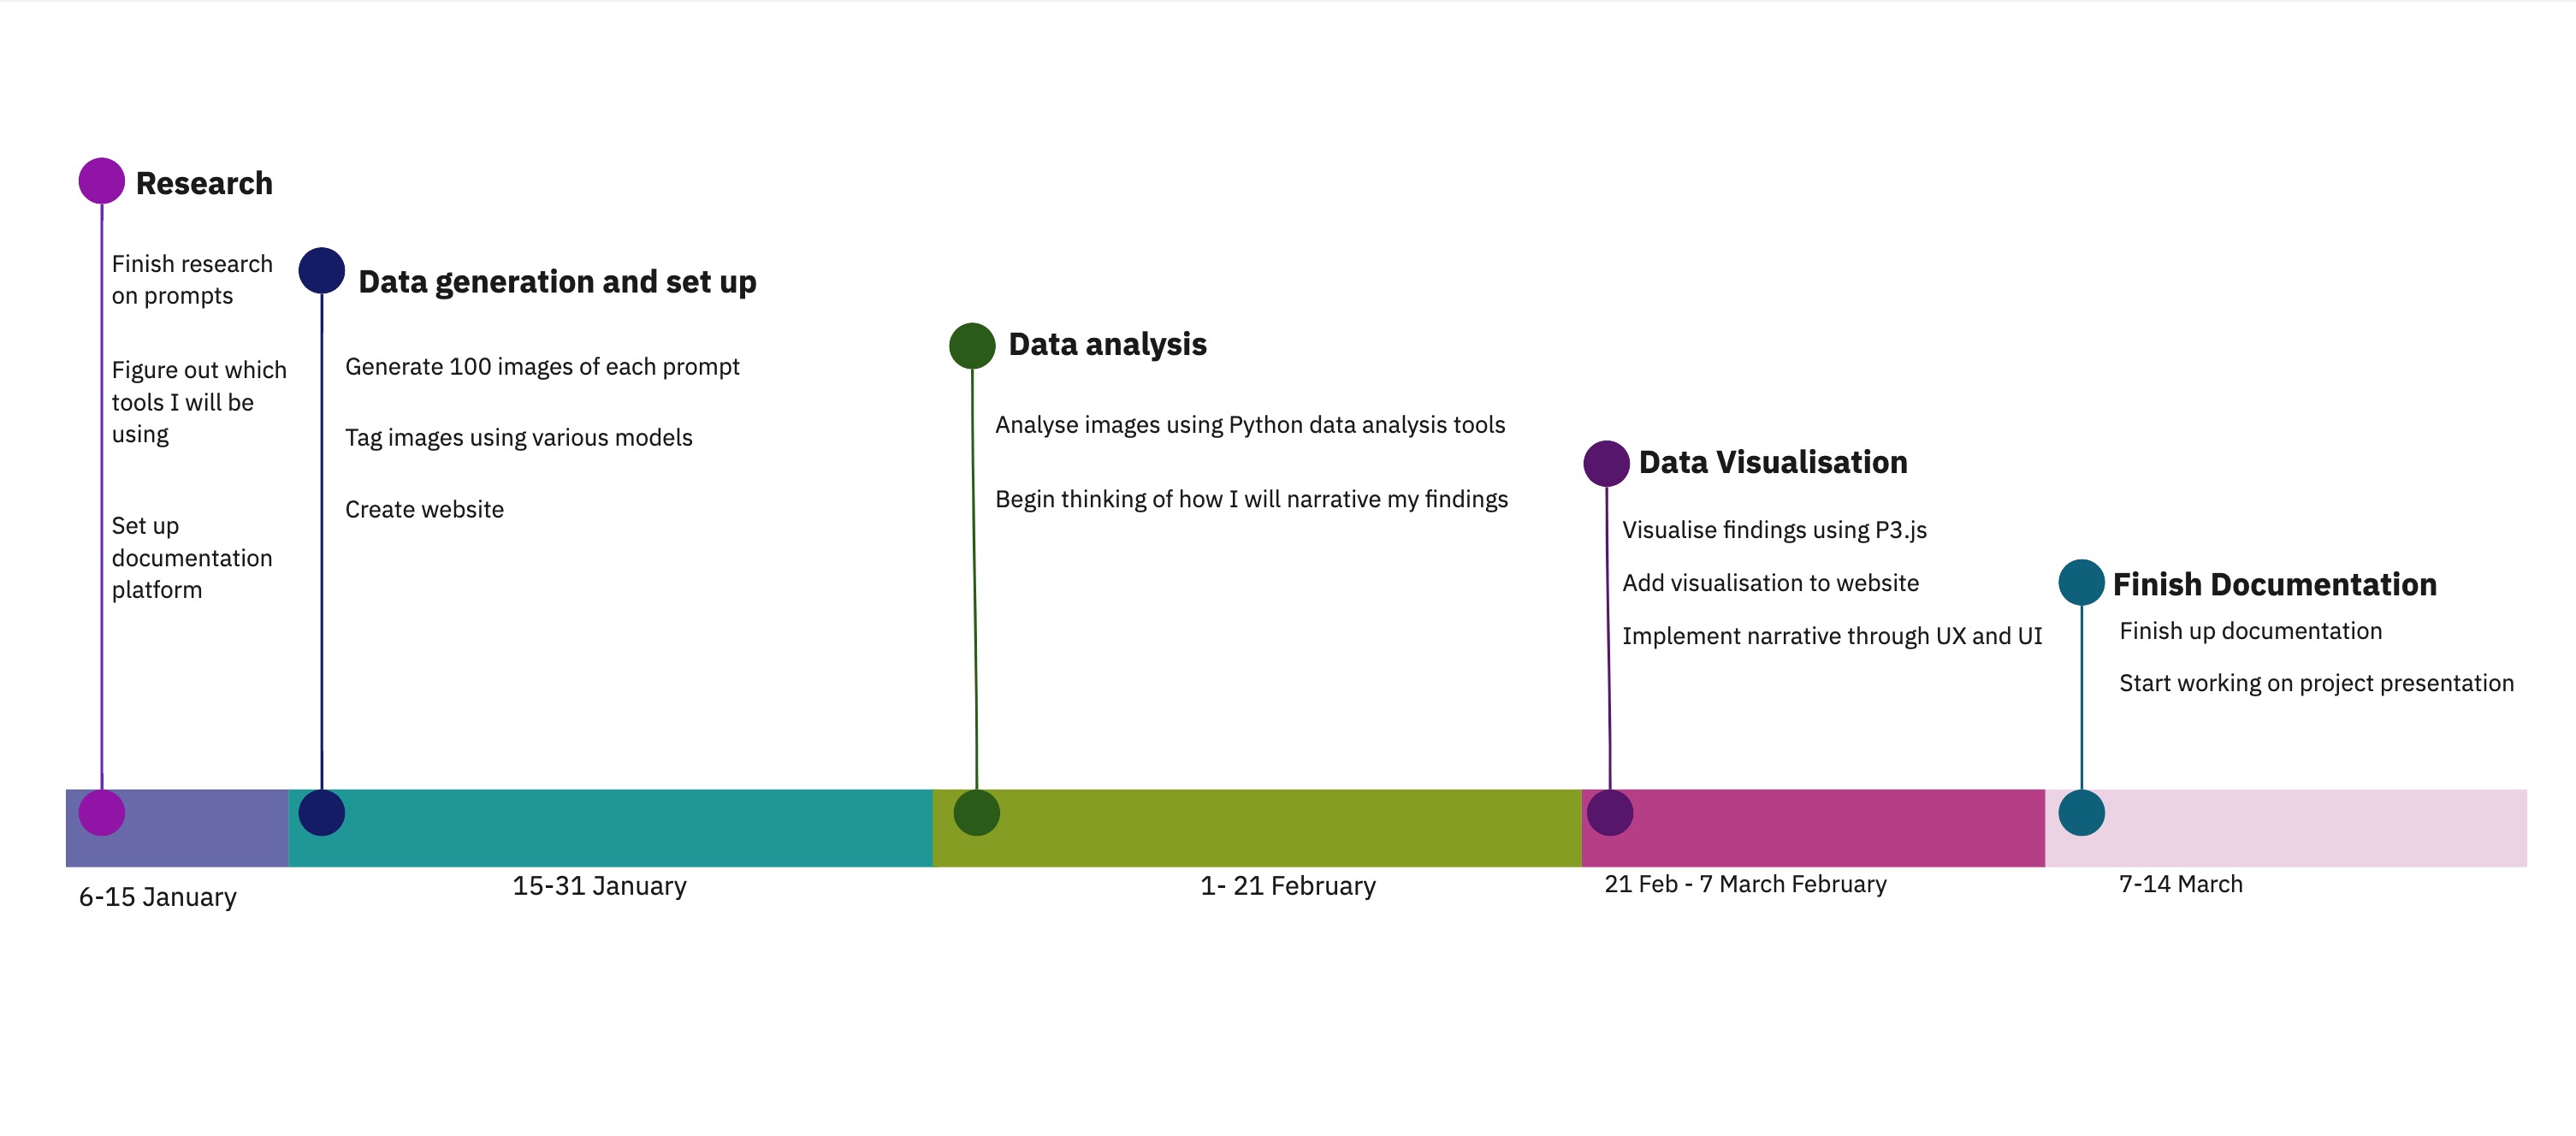 Research
Finish research
on prompts
Figure out which
tools I will be
using
Set up
documentation
platform
Data generation and set up
Generate 100 images of each prompt
Tag images using various models
Create website
Data analysis
Analyse images using Python data analysis tools
Begin thinking of how I will narrative my findings
Data Visualisation
Visualise findings using P3.js
Add visualisation to website
Implement narrative through UX and UI
Finish Documentation
Finish up documentation
Start working on project presentation
6-15 January
15-31 January
1- 21 February
21 Feb - 7 March February
7-14 March